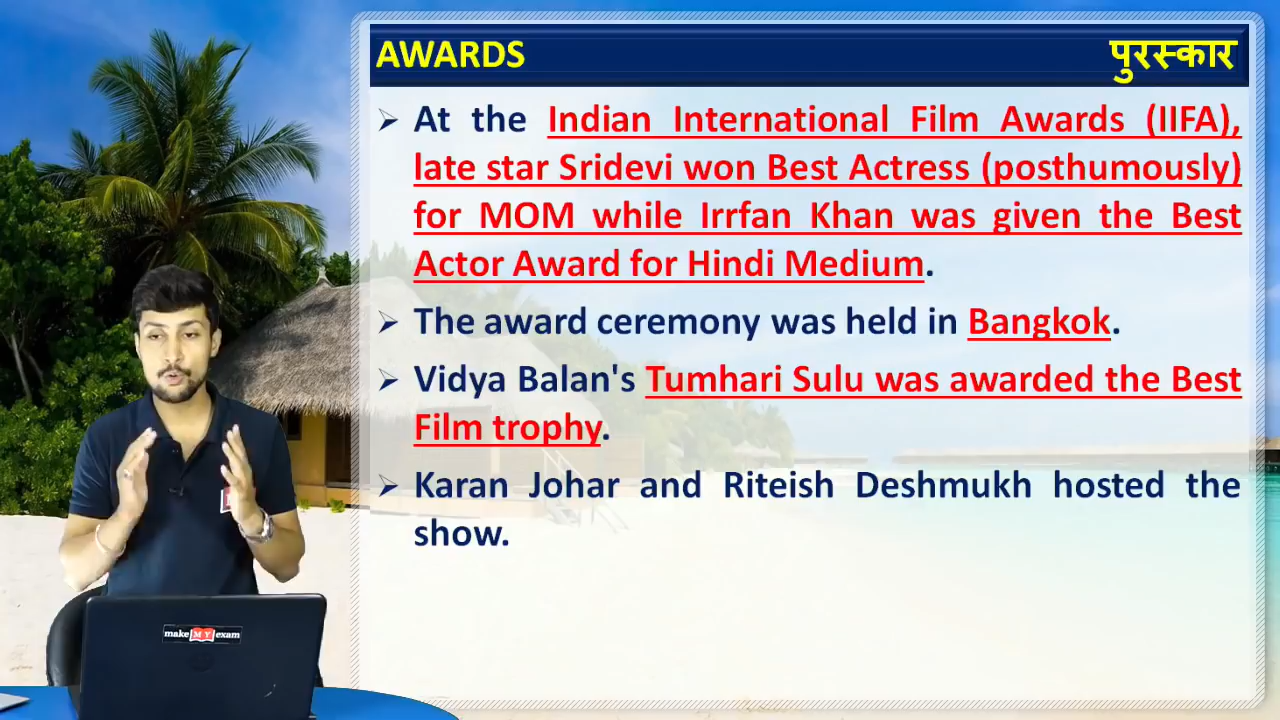 AWARDS पुरस्कार
➢ At the Indian International Film Awards (IIFA),
late star Sridevi won Best Actress (posthumously)
for MOM while Irrfan Khan was given the Best
Actor Award for Hindi Medium.
➢ The award ceremony was held in Bangkok.
➢ Vidya Balan's Tumhari Sulu was awarded the Best
Film trophy.
➢ Karan Johar and Riteish Deshmukh hosted the
show.
make MY exam